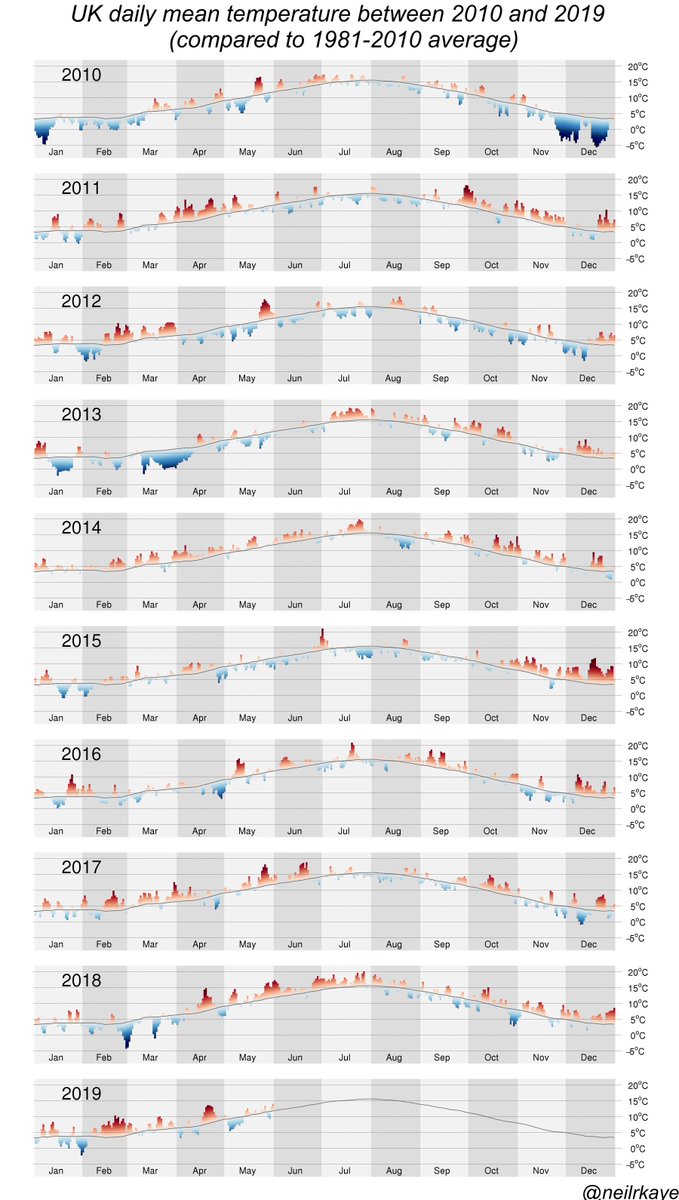 UK daily mean temperature between 2010 and 2019
(compared to 1981-2010 average)
2010
20°C
15°C
10°C
5°C
0°C
-5°C
Jan Feb Mar Apr May Jun Jul Aug Sep Oct Nov Dec
2011
20°C
15°C
10°C
5°C
0°C
-5°C
Jan Feb Mar Apr May Jun Jul Aug Sep Oct Nov Dec
2012
20°C
15°C
10°C
5°C
0°C
-5°C
Jan Feb Mar Apr May Jun Jul Aug Sep Oct Nov Dec
2013
20°C
15°C
10°C
5°C
0°C
-5°C
Jan Feb Mar Apr May Jun Jul Aug Sep Oct Nov Dec
2014
20°C
15°C
10°C
5°C
0°C
-5°C
Jan Feb Mar Apr May Jun Jul Aug Sep Oct Nov Dec
2015
20°C
15°C
10°C
5°C
0°C
-5°C
Jan Feb Mar Apr May Jun Jul Aug Sep Oct Nov Dec
2016
20°C
15°C
10°C
5°C
0°C
-5°C
Jan Feb Mar Apr May Jun Jul Aug Sep Oct Nov Dec
2017
20°C
15°C
10°C
5°C
0°C
-5°C
Jan Feb Mar Apr May Jun Jul Aug Sep Oct Nov Dec
2018
20°C
15°C
10°C
5°C
0°C
-5°C
Jan Feb Mar Apr May Jun Jul Aug Sep Oct Nov Dec
2019
20°C
15°C
10°C
5°C
0°C
-5°C
Jan Feb Mar Apr May Jun Jul Aug Sep Oct Nov Dec
@neilrkaye